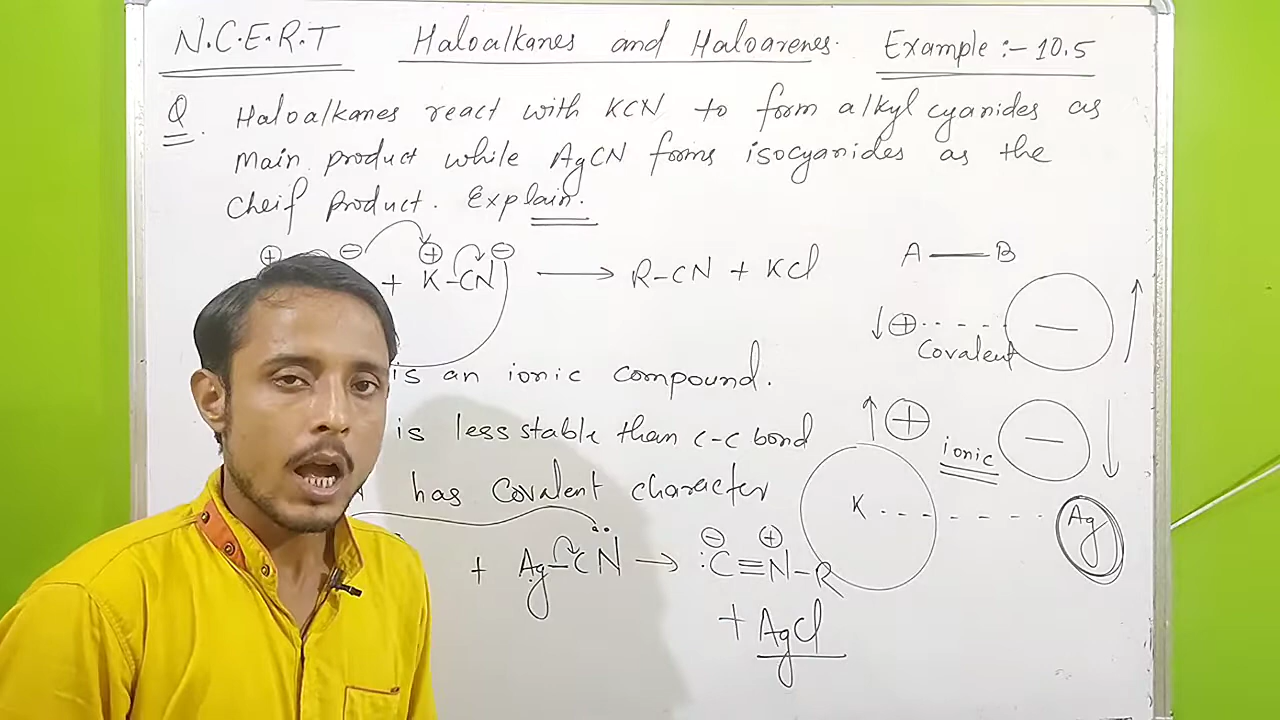 N.C.E.R.T Haloalkanes and Haloarenes. Example :- 10.5
Q. Haloalkanes react with KCN to form alkyl cyanides as
main product while AgCN forms isocyanides as the
Cheif Product. Explain.
⊕ ⊖ ⊕ ⊖
+ K-CN ⟶ R-CN + KCl
A — B
⊕ - - - - —
Covalent
is an ionic compound.
⊕ ionic —
is less stable than C-C bond
has Covalent character
K - - - - - - - Ag
⊖ ⊕
+ Ag-CN̈ → :C≡N-R
+ AgCl